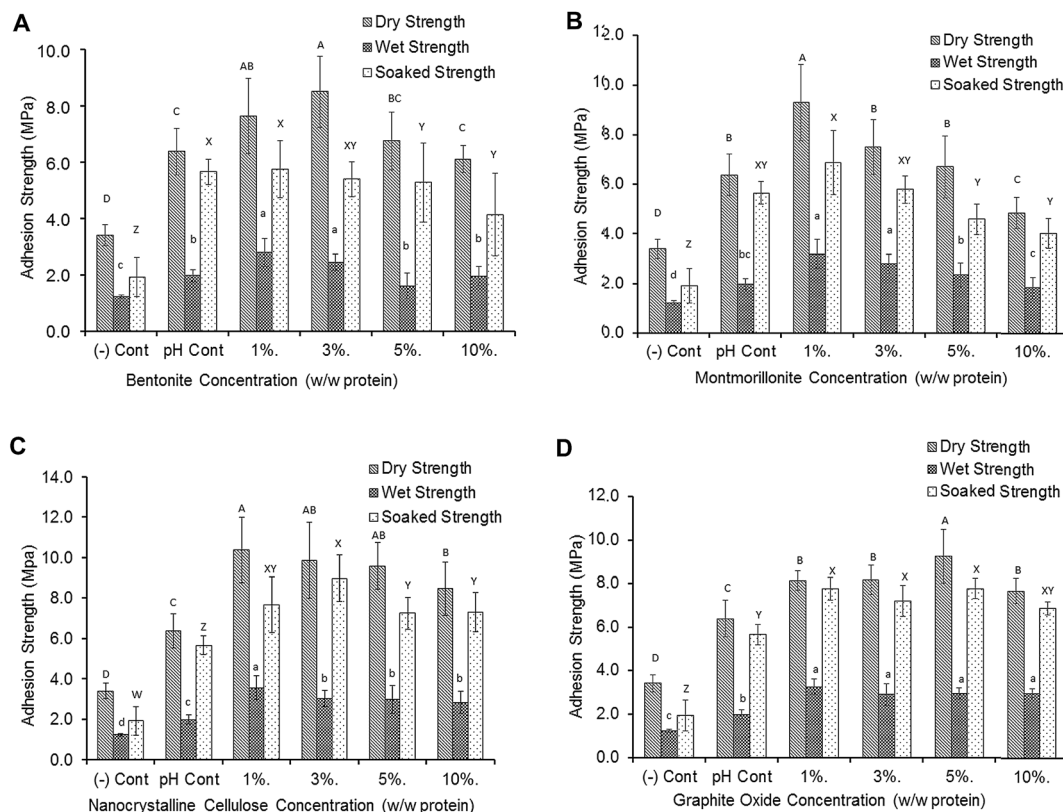 A
Dry Strength
Wet Strength
Soaked Strength
Adhesion Strength (MPa)
10.0
8.0
6.0
4.0
2.0
0.0
D
c
Z
C
b
X
AB
a
X
A
a
XY
BC
b
Y
C
b
Y
(-) Cont pH Cont 1%. 3%. 5%. 10%.
Bentonite Concentration (w/w protein)
B
Dry Strength
Wet Strength
Soaked Strength
Adhesion Strength (MPa)
12.0
10.0
8.0
6.0
4.0
2.0
0.0
D
d
Z
B
bc
XY
A
a
X
B
a
XY
B
b
Y
C
c
Y
(-) Cont pH Cont 1%. 3%. 5%. 10%.
Montmorillonite Concentration (w/w protein)
C
Dry Strength
Wet Strength
Soaked Strength
Adhesion Strength (Mpa)
14.0
12.0
10.0
8.0
6.0
4.0
2.0
0.0
D
d
W
C
c
Z
A
a
XY
AB
b
X
AB
b
Y
B
b
Y
(-) Cont pH Cont 1%. 3%. 5%. 10%.
Nanocrystalline Cellulose Concentration (w/w protein)
D
Dry Strength
Wet Strength
Soaked Strength
Adhesion Strength (MPa)
12.0
10.0
8.0
6.0
4.0
2.0
0.0
D
c
Z
C
b
Y
B
a
X
B
a
X
A
a
X
B
a
XY
(-) Cont pH Cont 1%. 3%. 5%. 10%.
Graphite Oxide Concentration (w/w protein)